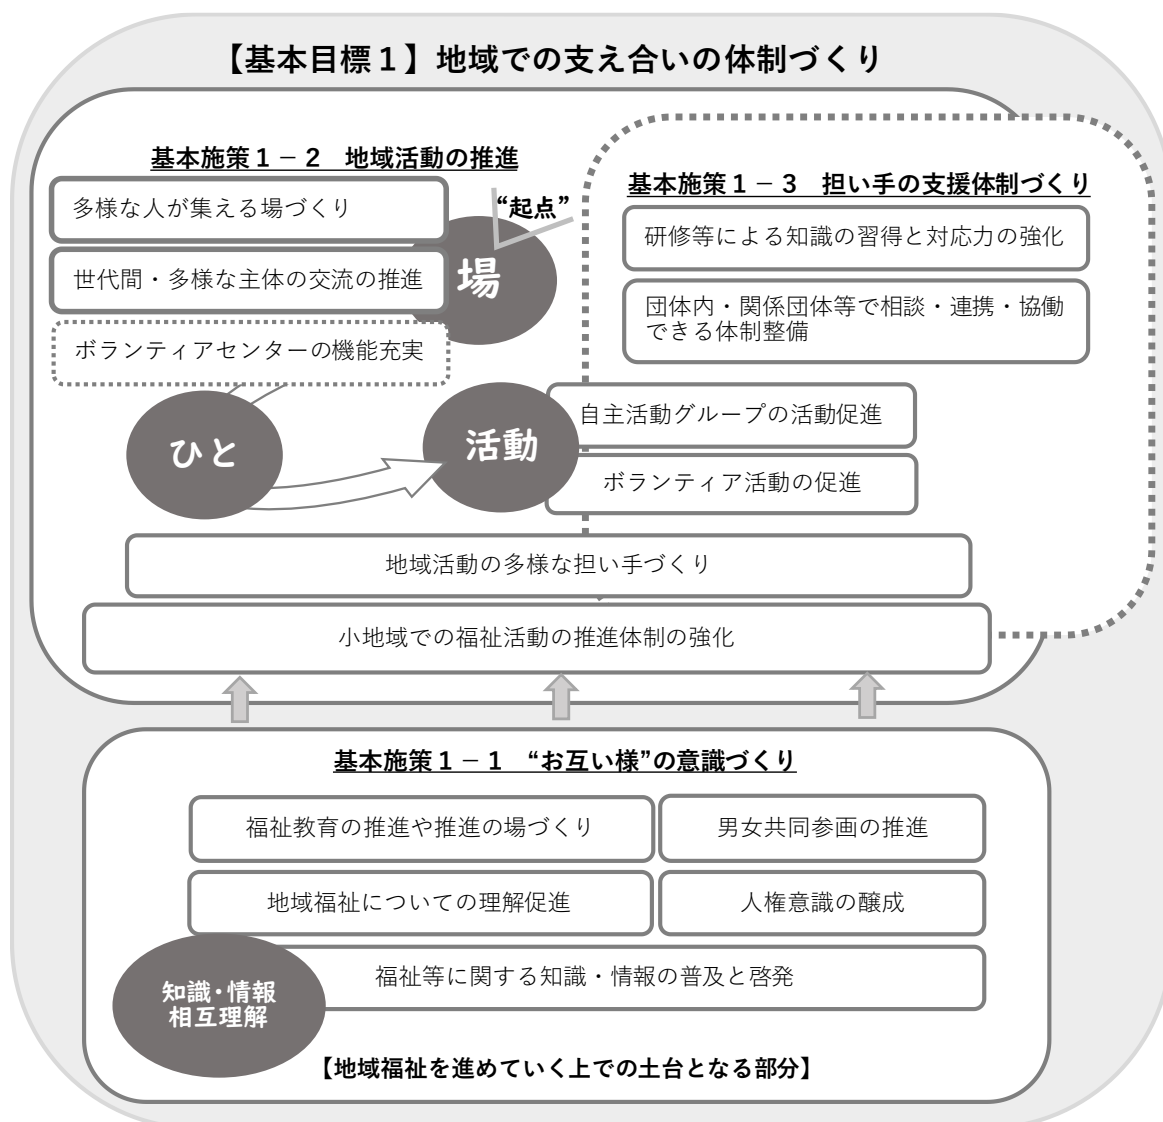 【基本目標１】地域での支え合いの体制づくり
基本施策１－２　地域活動の推進
多様な人が集える場づくり
世代間・多様な主体の交流の推進
ボランティアセンターの機能充実
“起点”
場
ひと
活動
基本施策１－３　担い手の支援体制づくり
研修等による知識の習得と対応力の強化
団体内・関係団体等で相談・連携・協働
できる体制整備
自主活動グループの活動促進
ボランティア活動の促進
地域活動の多様な担い手づくり
小地域での福祉活動の推進体制の強化
基本施策１－１　“お互い様”の意識づくり
福祉教育の推進や推進の場づくり
男女共同参画の推進
地域福祉についての理解促進
人権意識の醸成
福祉等に関する知識・情報の普及と啓発
知識・情報
相互理解
【地域福祉を進めていく上での土台となる部分】